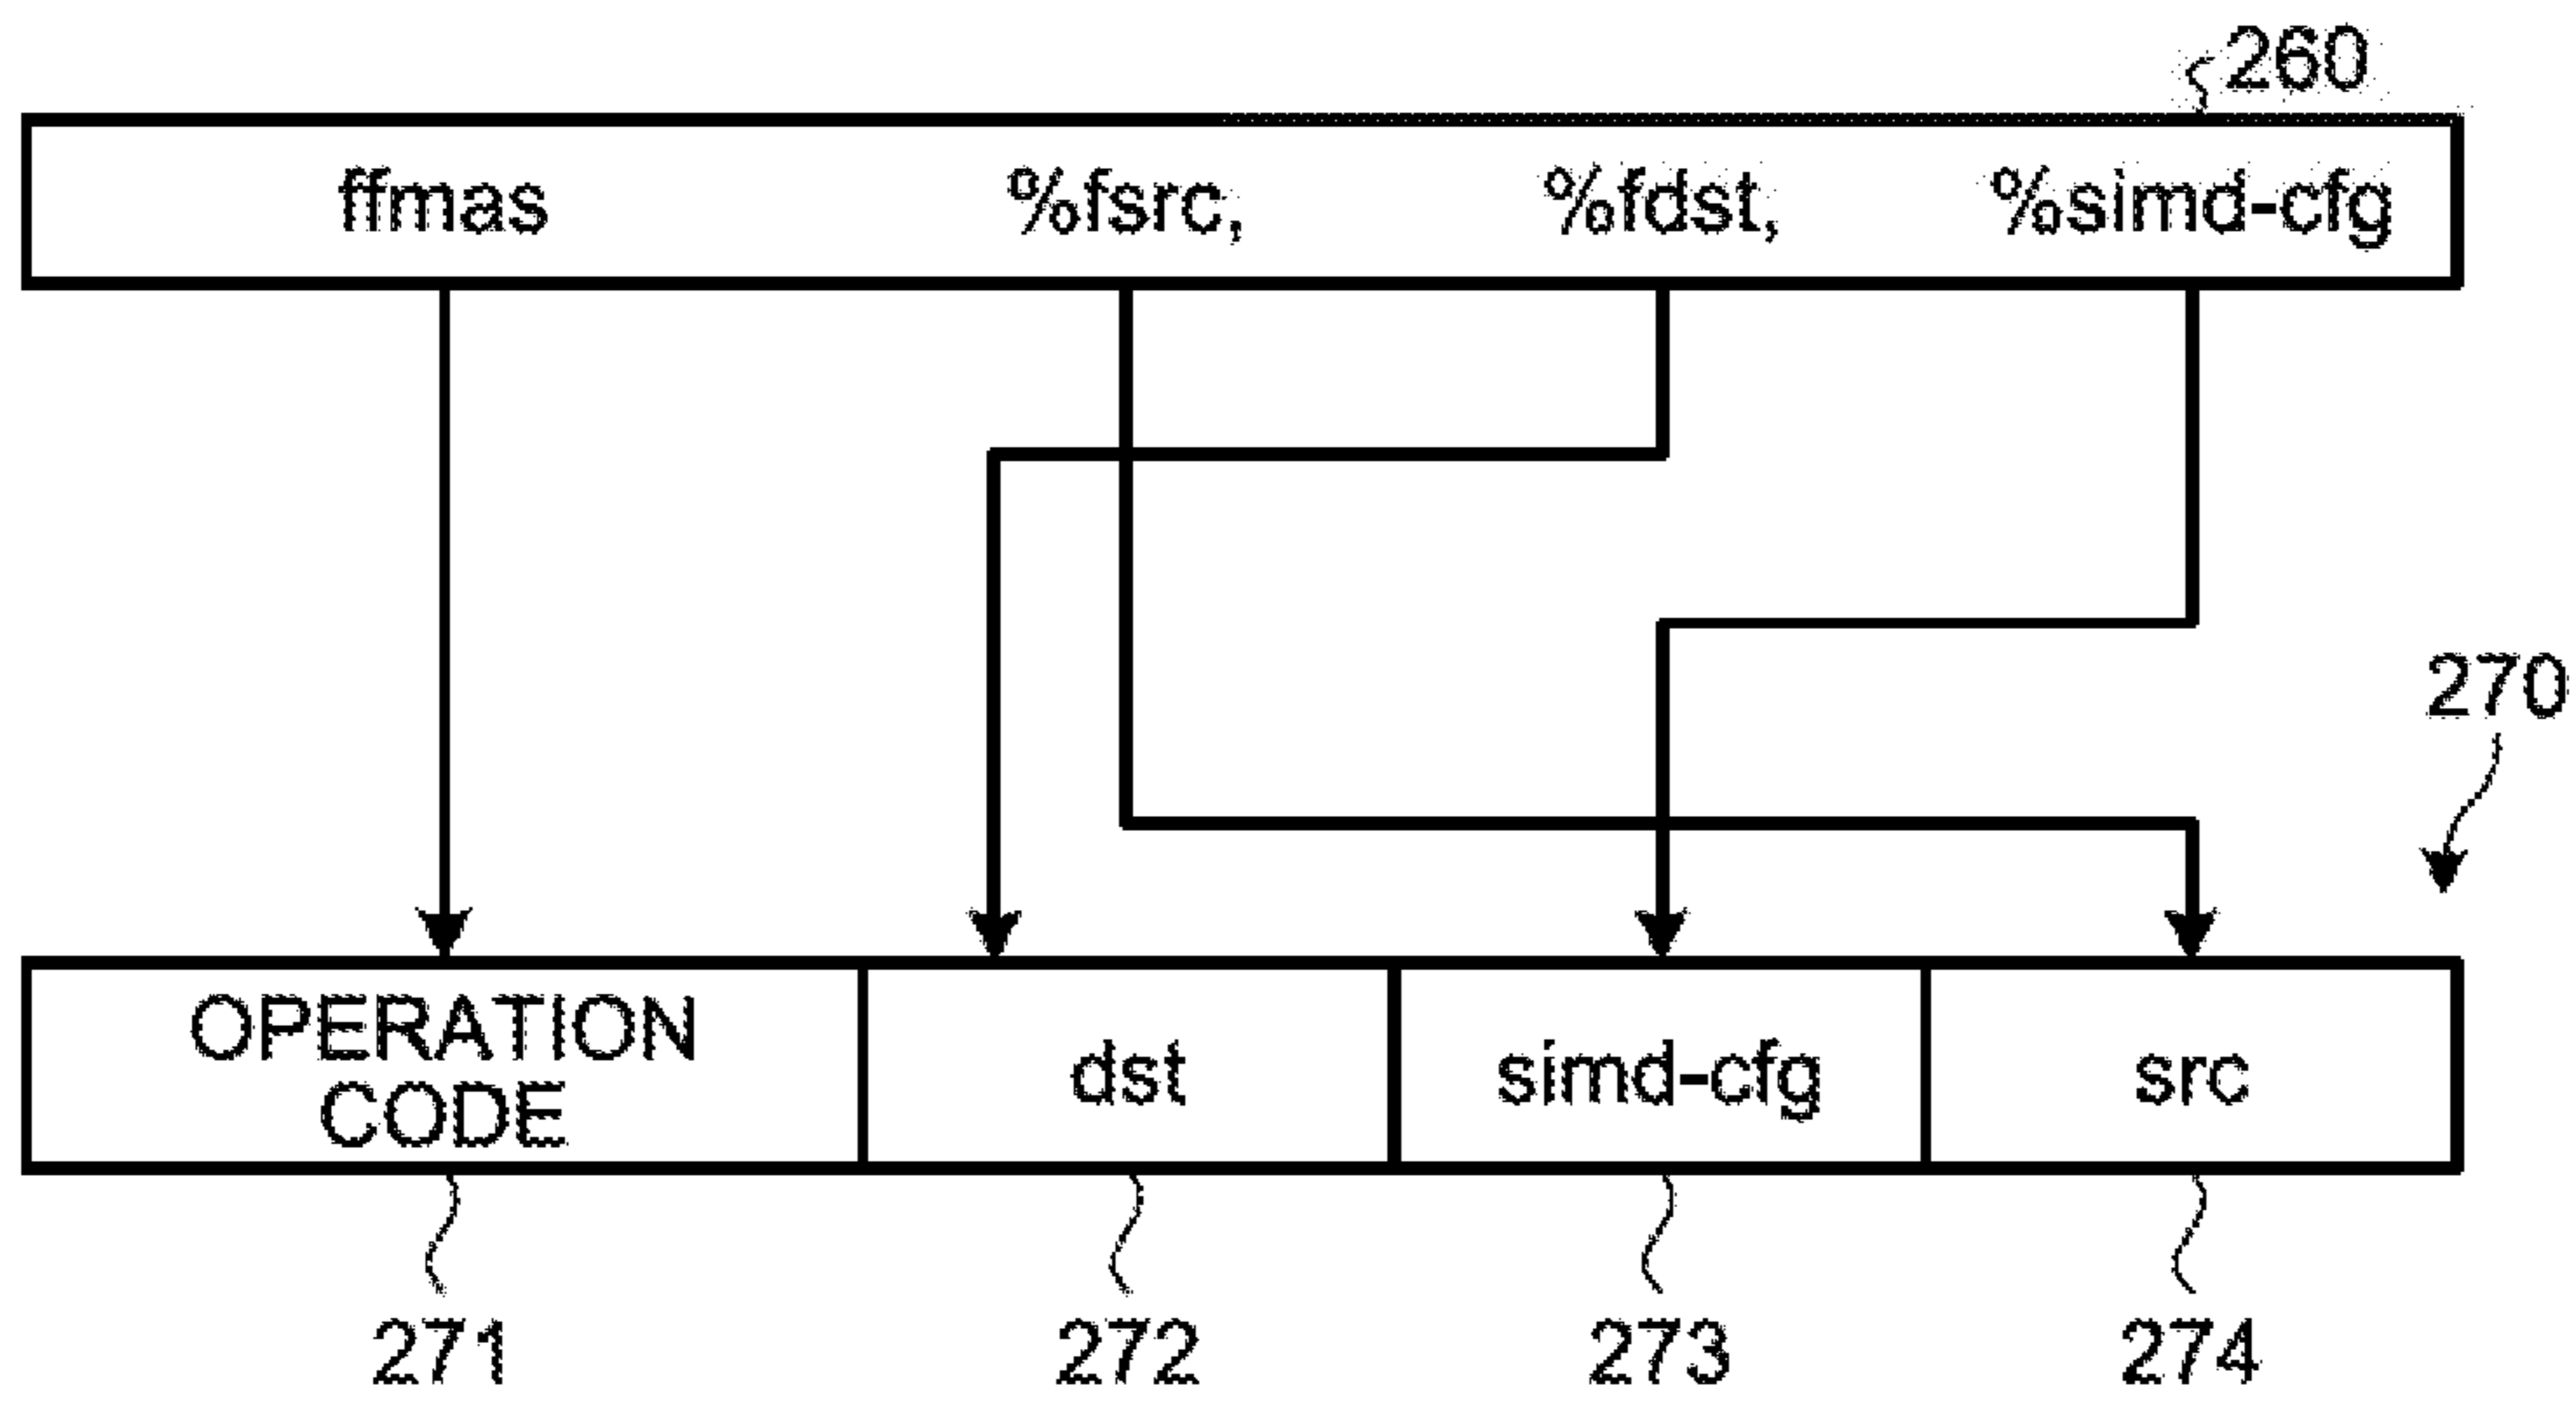 260
ffmas %fsrc, %fdst, %simd-cfg
270
OPERATION
CODE
dst
simd-cfg
src
271
272
273
274